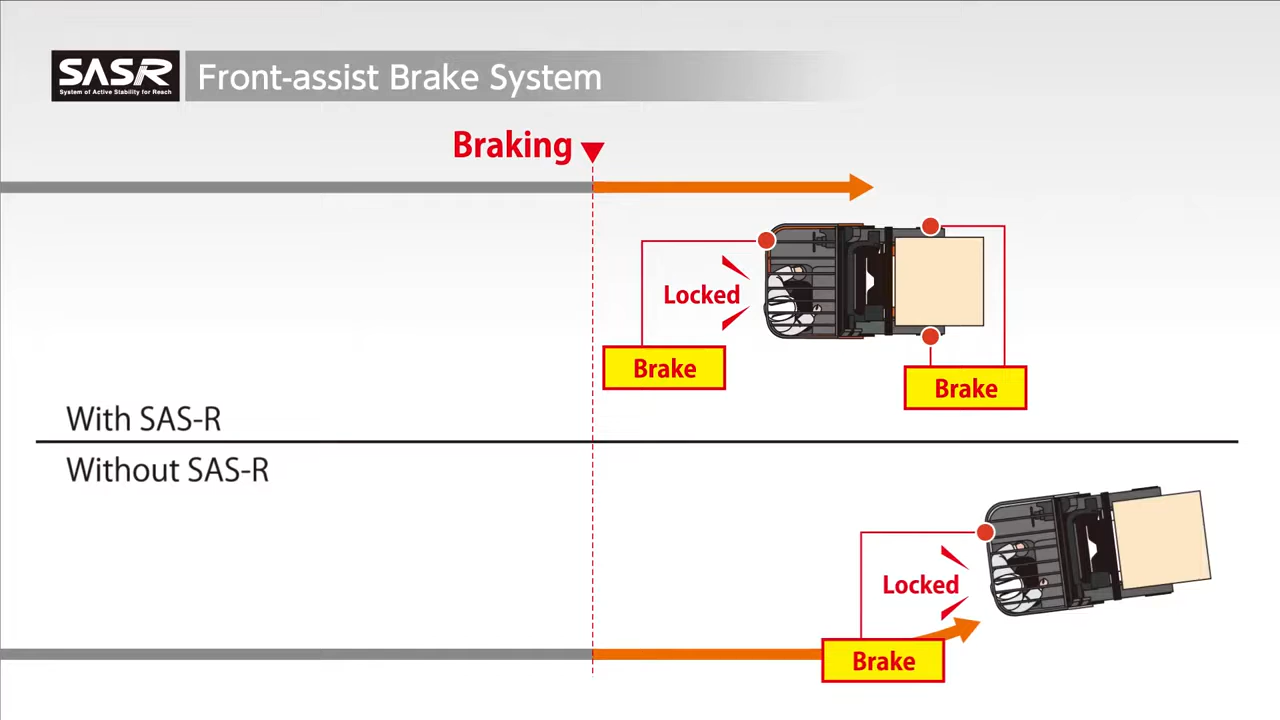 SASR
System of Active Stability for Reach
Front-assist Brake System
Braking
Locked
Brake
Brake
With SAS-R
Without SAS-R
Locked
Brake